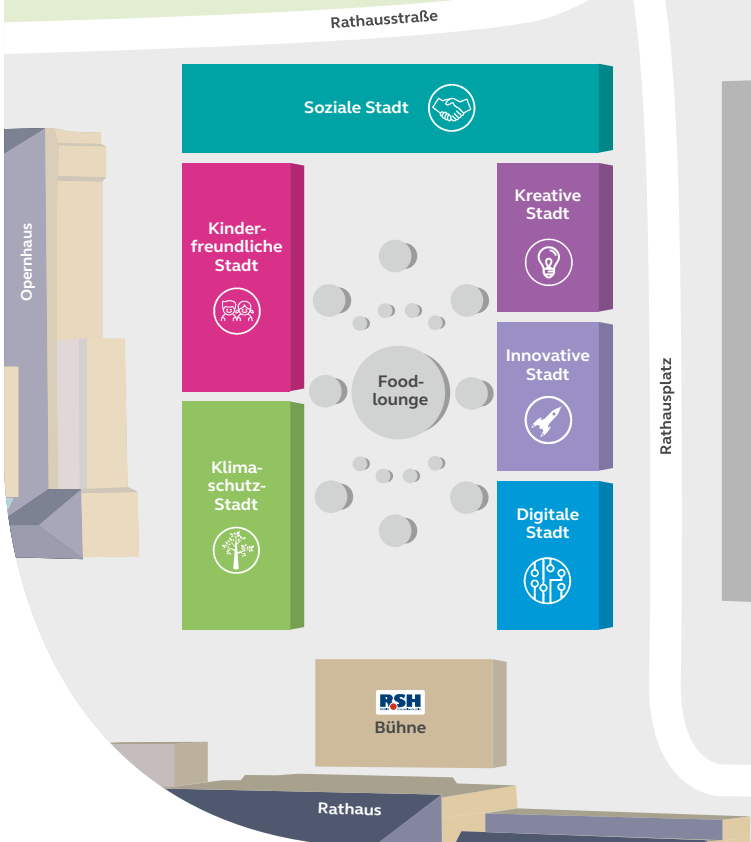 Rathausstraße
Soziale Stadt
Kinder-
freundliche
Stadt
Kreative
Stadt
Opernhaus
Innovative
Stadt
Food-
lounge
Rathausplatz
Klima-
schutz-
Stadt
Digitale
Stadt
R.SH
Bühne
Rathaus